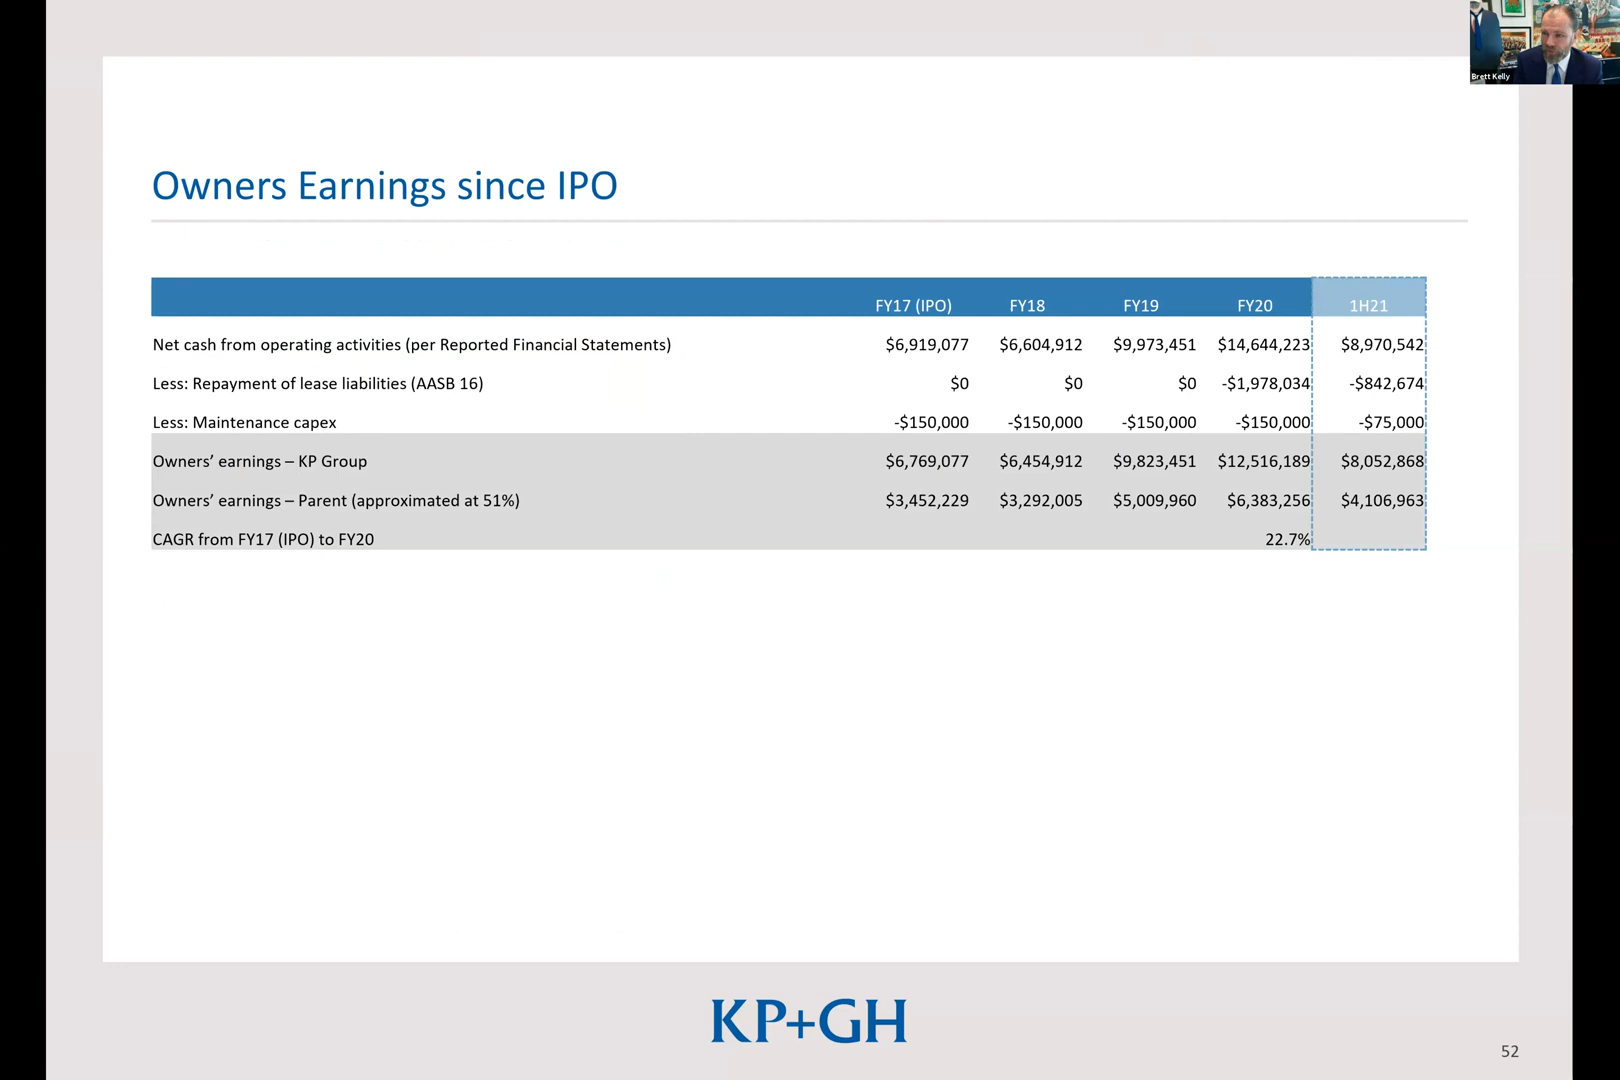 Brett Kelly
Owners Earnings since IPO
FY17 (IPO) FY18 FY19 FY20 1H21
Net cash from operating activities (per Reported Financial Statements) $6,919,077 $6,604,912 $9,973,451 $14,644,223 $8,970,542
Less: Repayment of lease liabilities (AASB 16) $0 $0 $0 -$1,978,034 -$842,674
Less: Maintenance capex -$150,000 -$150,000 -$150,000 -$150,000 -$75,000
Owners’ earnings – KP Group $6,769,077 $6,454,912 $9,823,451 $12,516,189 $8,052,868
Owners’ earnings – Parent (approximated at 51%) $3,452,229 $3,292,005 $5,009,960 $6,383,256 $4,106,963
CAGR from FY17 (IPO) to FY20 22.7%
KP+GH
52